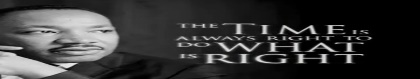 THE TIME IS
ALWAYS RIGHT TO
DO WHAT
IS RIGHT